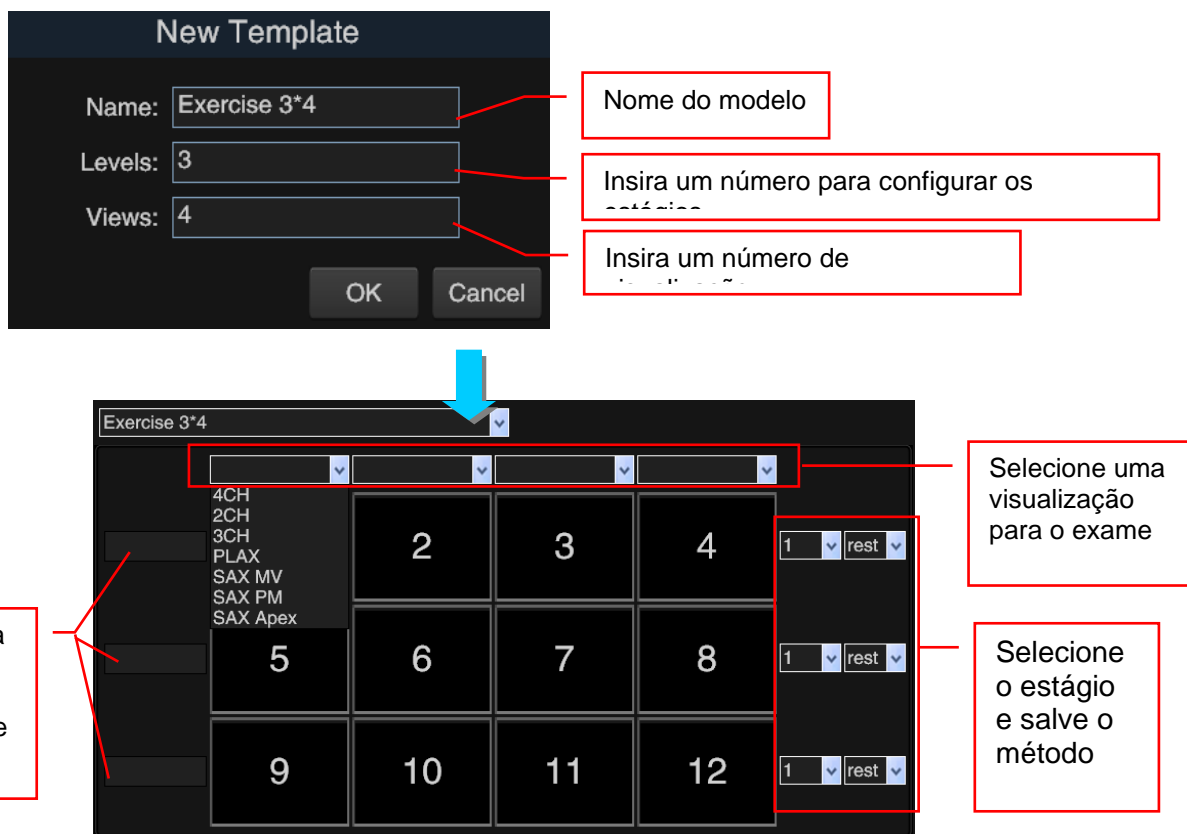 New Template
Name: Exercise 3*4
Levels: 3
Views: 4
OK Cancel
Nome do modelo
Insira um número para configurar os
estágios
Insira um número de
Exercise 3*4
4CH
2CH
3CH
PLAX
SAX MV
SAX PM
SAX Apex
2 3 4
1 rest
5 6 7 8
1 rest
9 10 11 12
1 rest
Selecione uma
visualização
para o exame
Selecione
o estágio
e salve o
método
a
e